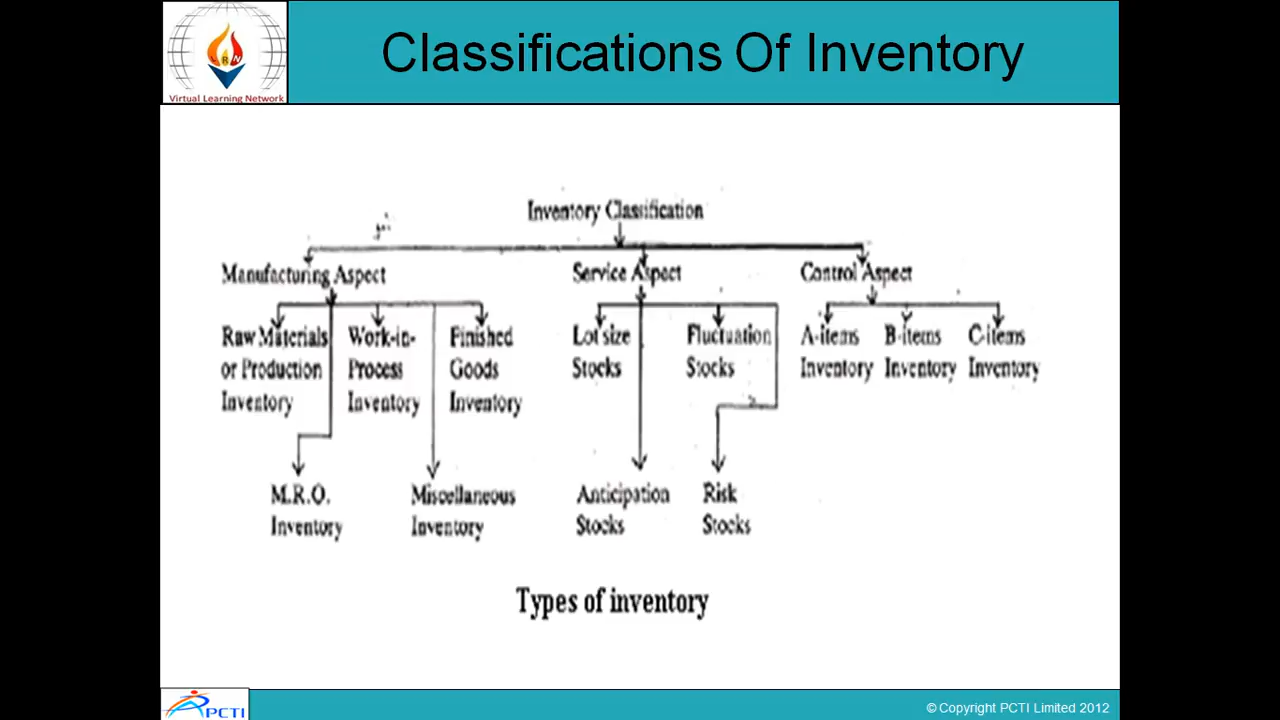 Classifications Of Inventory
LRN
Virtual Learning Network
Inventory Classification
Manufacturing Aspect
Service Aspect
Control Aspect
Raw Materials
or Production
Inventory
Work-in-
Process
Inventory
Finished
Goods
Inventory
Lot size
Stocks
Fluctuation
Stocks
A-items
Inventory
B-items
Inventory
C-items
Inventory
M.R.O.
Inventory
Miscellaneous
Inventory
Anticipation
Stocks
Risk
Stocks
Types of inventory
PCTI
© Copyright PCTI Limited 2012